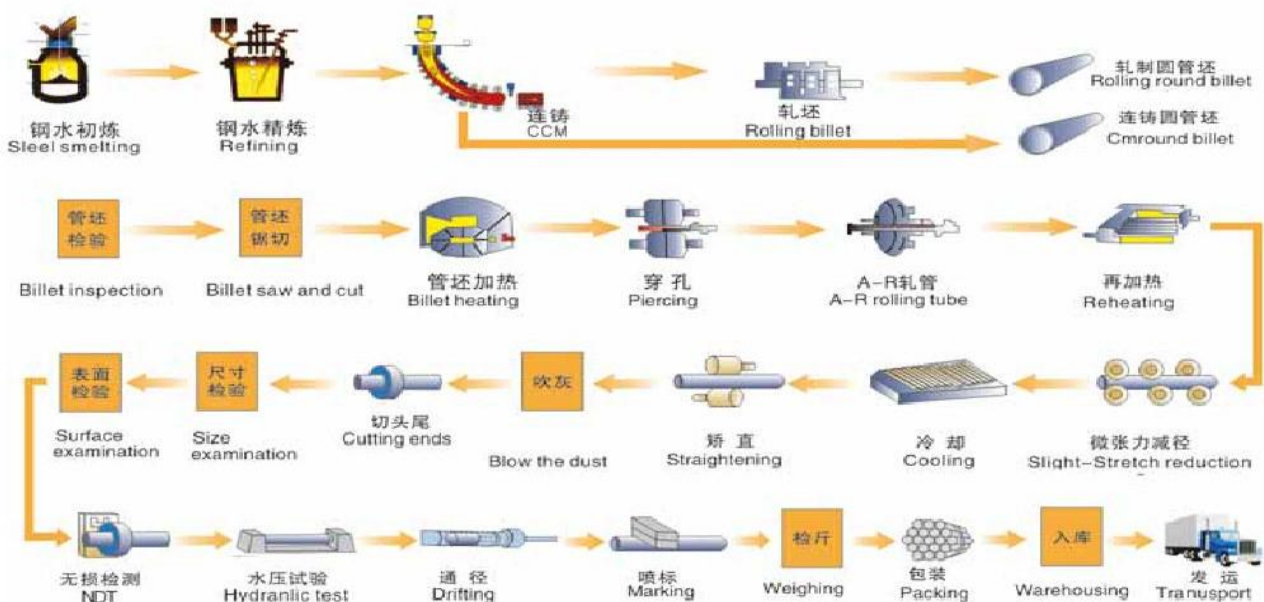 钢水初炼
Sleel smelting
钢水精炼
Refining
连铸
CCM
轧坯
Rolling billet
轧制圆管坯
Rolling round billet
连铸圆管坯
Cmround billet
管坯
检验
Billet inspection
管坯
锯切
Billet saw and cut
管坯加热
Billet heating
穿孔
Piercing
A-R轧管
A-R rolling tube
再加热
Reheating
表面
检验
Surface
examination
尺寸
检验
Size
examination
切头尾
Cutting ends
吹灰
Blow the dust
矫直
Straightening
冷却
Cooling
微张力减径
Slight-Stretch reduction
无损检测
NDT
水压试验
Hydranlic test
通径
Drifting
喷标
Marking
检斤
Weighing
包装
Packing
入库
Warehousing
发运
Tranusport